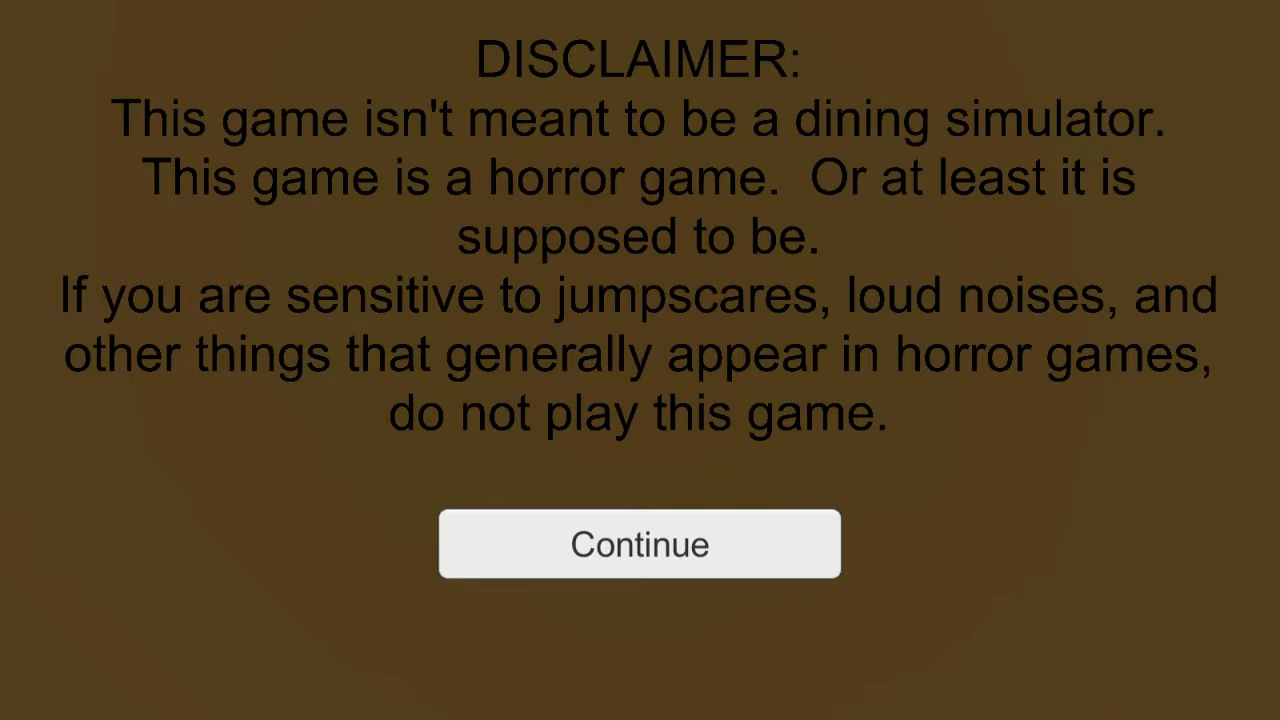 DISCLAIMER:
This game isn't meant to be a dining simulator.
This game is a horror game.  Or at least it is
supposed to be.
If you are sensitive to jumpscares, loud noises, and
other things that generally appear in horror games,
do not play this game.
Continue